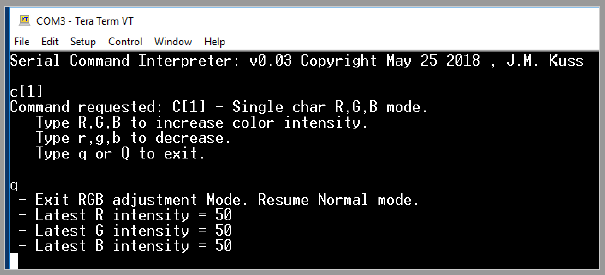 COM3 - Tera Term VT
File Edit Setup Control Window Help
Serial Command Interpreter: v0.03 Copyright May 25 2018 , J.M. Kuss
c[1]
Command requested: C[1] - Single char R,G,B mode.
Type R,G,B to increase color intensity.
Type r,g,b to decrease.
Type q or Q to exit.
q
- Exit RGB adjustment Mode. Resume Normal mode.
- Latest R intensity = 50
- Latest G intensity = 50
- Latest B intensity = 50